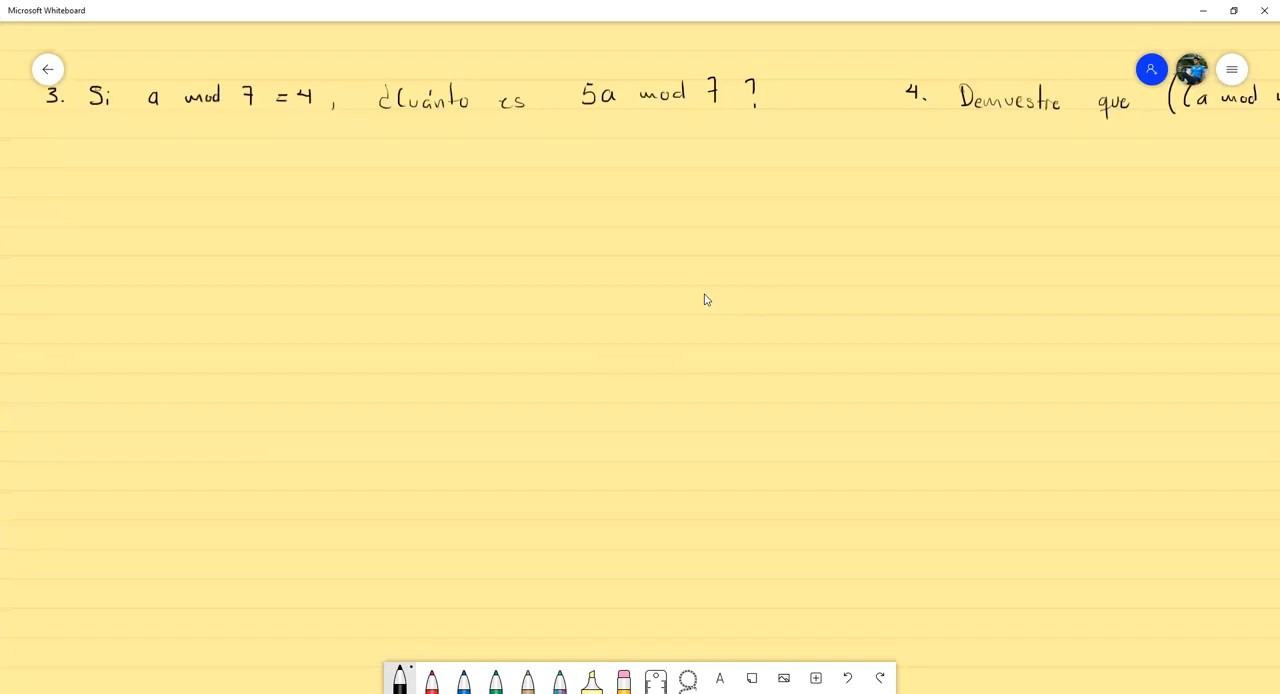 Microsoft Whiteboard
3. Si a mod 7 = 4, ¿Cuánto es 5a mod 7 ?
4. Demuestre que ((a mod
A